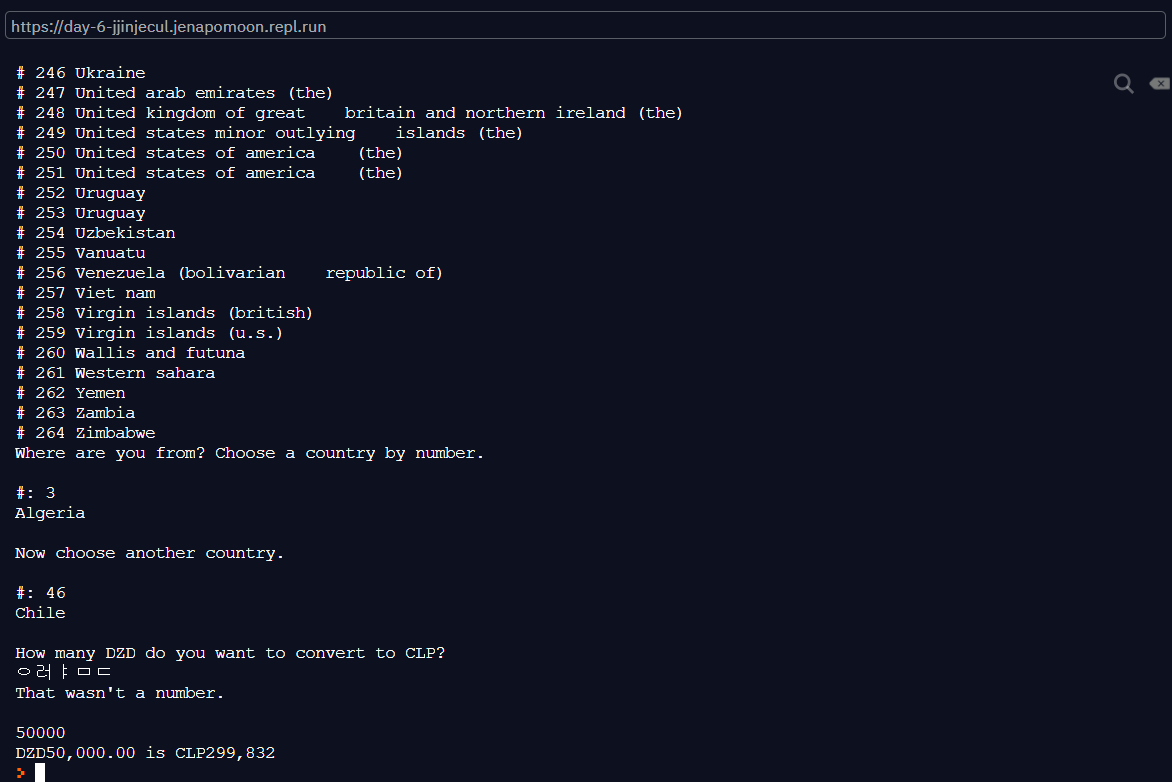 https://day-6-jjinjecul.jenapomoon.repl.run
# 246 Ukraine
# 247 United arab emirates (the)
# 248 United kingdom of great    britain and northern ireland (the)
# 249 United states minor outlying    islands (the)
# 250 United states of america    (the)
# 251 United states of america    (the)
# 252 Uruguay
# 253 Uruguay
# 254 Uzbekistan
# 255 Vanuatu
# 256 Venezuela (bolivarian    republic of)
# 257 Viet nam
# 258 Virgin islands (british)
# 259 Virgin islands (u.s.)
# 260 Wallis and futuna
# 261 Western sahara
# 262 Yemen
# 263 Zambia
# 264 Zimbabwe
Where are you from? Choose a country by number.
#: 3
Algeria
Now choose another country.
#: 46
Chile
How many DZD do you want to convert to CLP?
ㅇ러ㅑㅁㄷ
That wasn't a number.
50000
DZD50,000.00 is CLP299,832
>